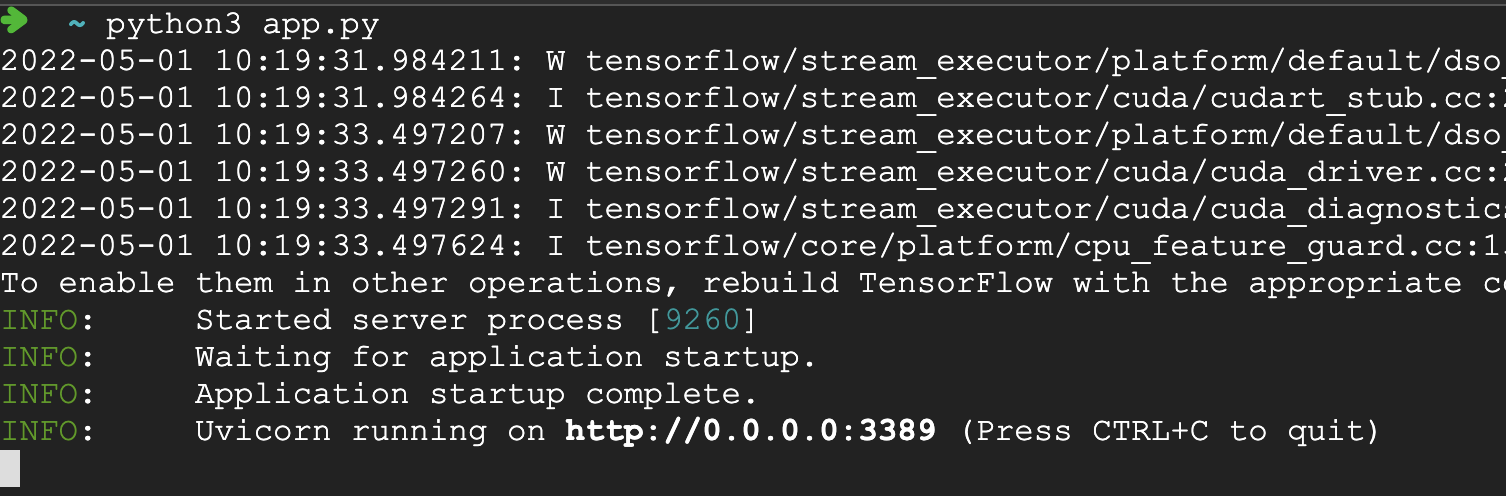 ➜ ~ python3 app.py
2022-05-01 10:19:31.984211: W tensorflow/stream_executor/platform/default/dso_
2022-05-01 10:19:31.984264: I tensorflow/stream_executor/cuda/cudart_stub.cc:
2022-05-01 10:19:33.497207: W tensorflow/stream_executor/platform/default/dso_
2022-05-01 10:19:33.497260: W tensorflow/stream_executor/cuda/cuda_driver.cc:
2022-05-01 10:19:33.497291: I tensorflow/stream_executor/cuda/cuda_diagnostics
2022-05-01 10:19:33.497624: I tensorflow/core/platform/cpu_feature_guard.cc:1
To enable them in other operations, rebuild TensorFlow with the appropriate
INFO: Started server process [9260]
INFO: Waiting for application startup.
INFO: Application startup complete.
INFO: Uvicorn running on http://0.0.0.0:3389 (Press CTRL+C to quit)